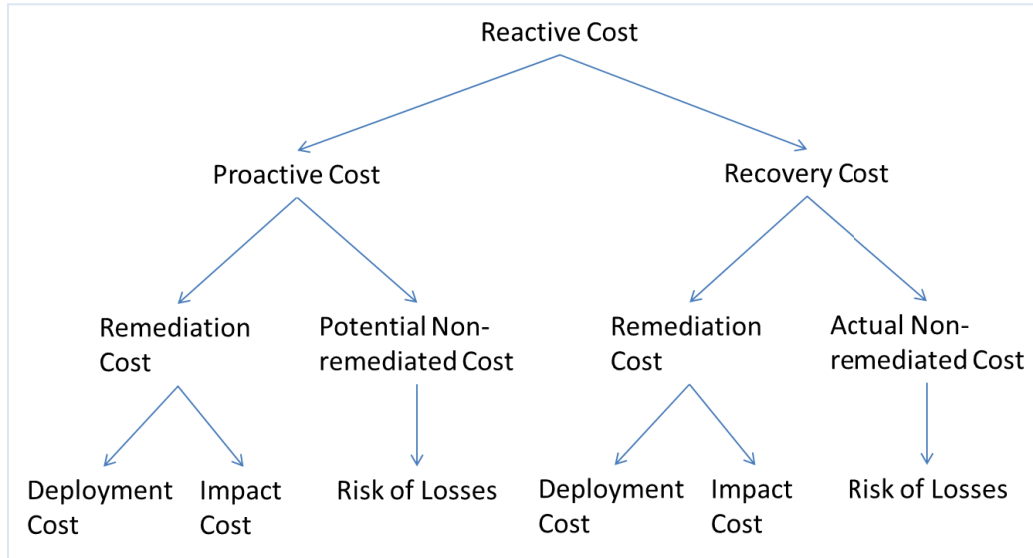 Reactive Cost
Proactive Cost
Recovery Cost
Remediation
Cost
Potential Non-
remediated Cost
Remediation
Cost
Actual Non-
remediated Cost
Deployment
Cost
Impact
Cost
Risk of Losses
Deployment
Cost
Impact
Cost
Risk of Losses